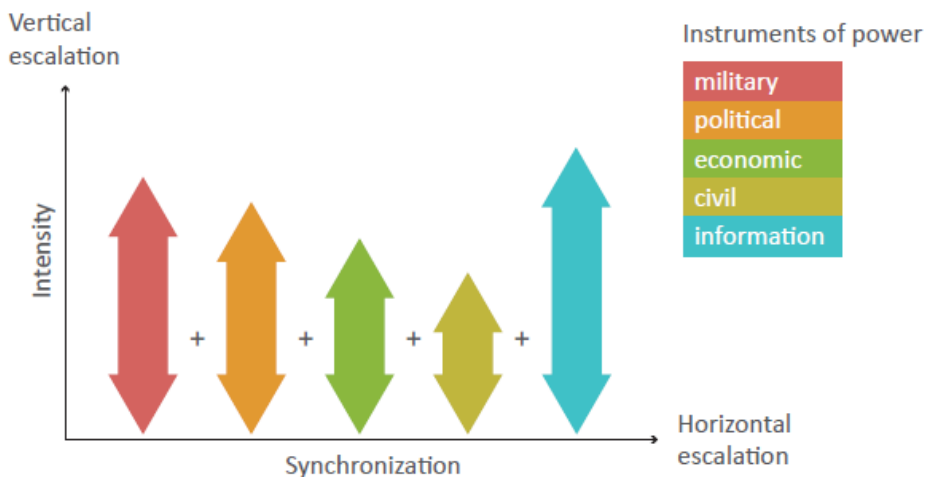 Vertical
escalation
Instruments of power
military
political
economic
civil
information
Intensity
+ + + +
Horizontal
escalation
Synchronization